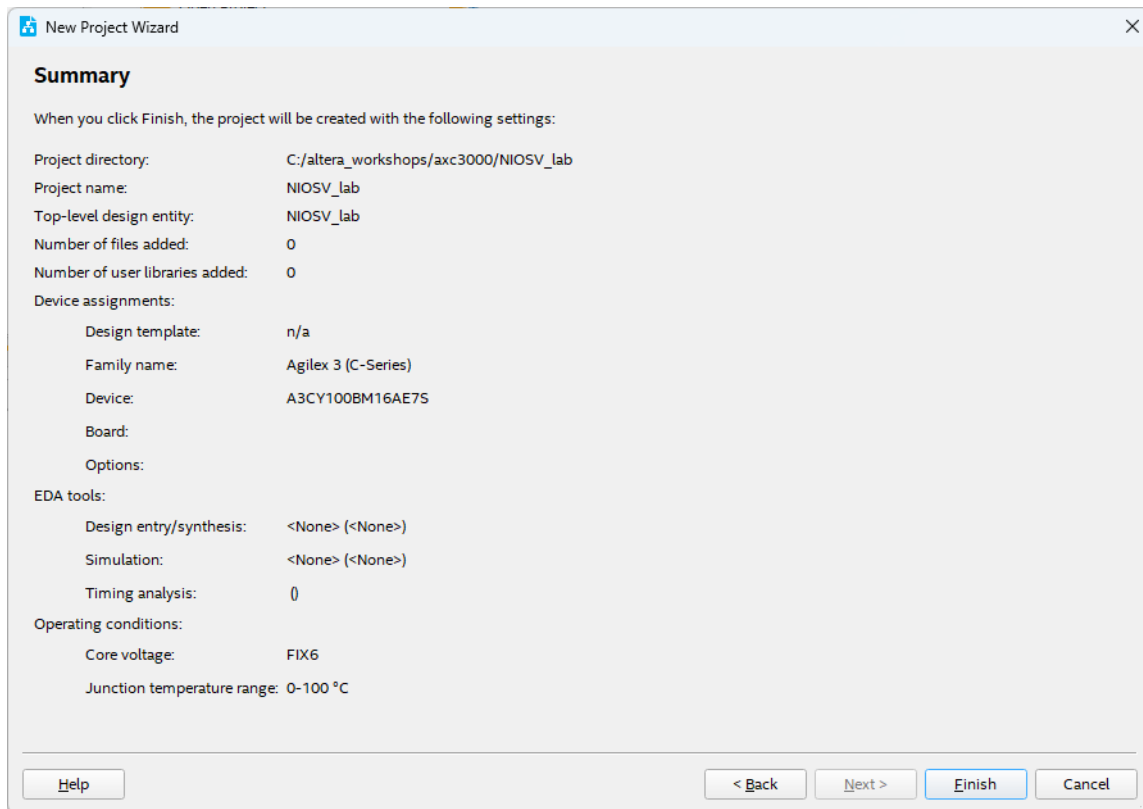 New Project Wizard
Summary
When you click Finish, the project will be created with the following settings:
Project directory: C:/altera_workshops/axc3000/NIOSV_lab
Project name: NIOSV_lab
Top-level design entity: NIOSV_lab
Number of files added: 0
Number of user libraries added: 0
Device assignments:
Design template: n/a
Family name: Agilex 3 (C-Series)
Device: A3CY100BM16AE7S
Board:
Options:
EDA tools:
Design entry/synthesis: <None> (<None>)
Simulation: <None> (<None>)
Timing analysis: ()
Operating conditions:
Core voltage: FIX6
Junction temperature range: 0-100 °C
Help < Back Next > Finish Cancel